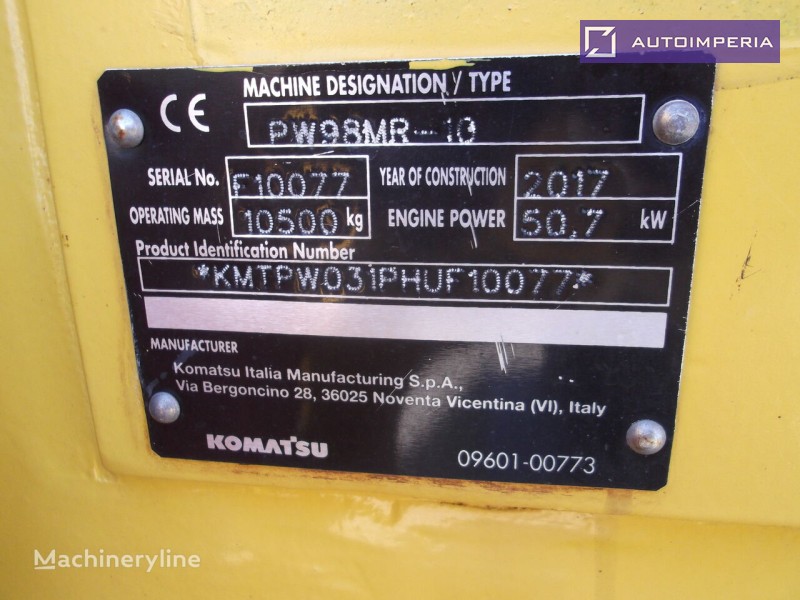 AUTOIMPERIA
CE
MACHINE DESIGNATION / TYPE
PW98MR-10
SERIAL No. F10077 YEAR OF CONSTRUCTION 2017
OPERATING MASS 10500 kg ENGINE POWER 50.7 kW
Product Identification Number
*KMTPW031PHUF10077*
MANUFACTURER
Komatsu Italia Manufacturing S.p.A.,
Via Bergoncino 28, 36025 Noventa Vicentina (VI), Italy
KOMATSU 09601-00773
Machineryline